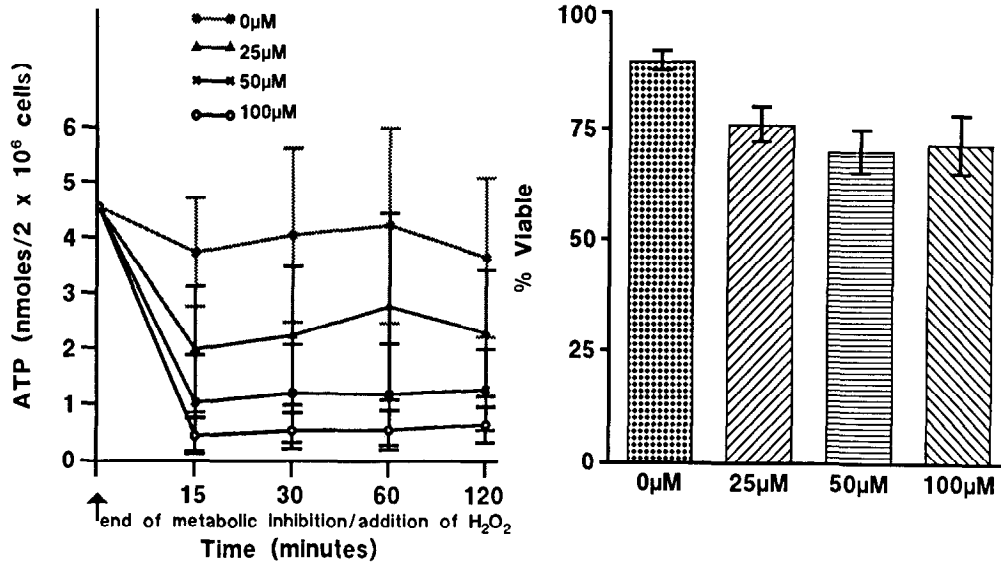 0µM
25µM
50µM
100µM
ATP (nmoles/2 x 10⁶ cells)
6
5
4
3
2
1
0
15 30 60 120
end of metabolic inhibition/addition of H₂O₂
Time (minutes)
% Viable
100
75
50
25
0
0µM 25µM 50µM 100µM